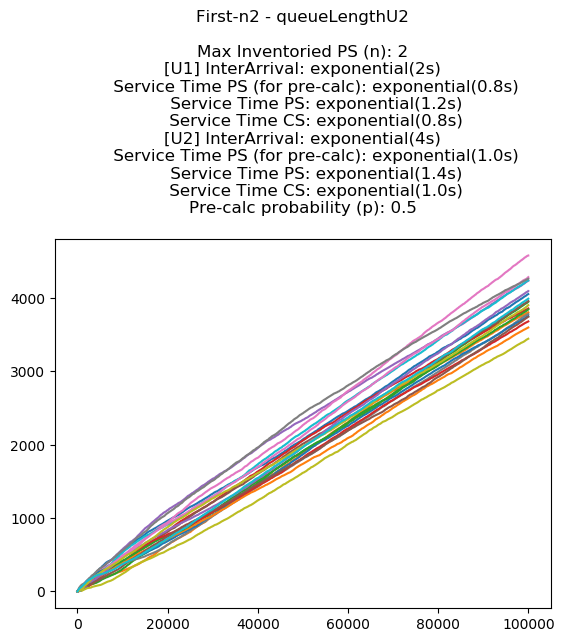 First-n2 - queueLengthU2
Max Inventoried PS (n): 2
[U1] InterArrival: exponential(2s)
Service Time PS (for pre-calc): exponential(0.8s)
Service Time PS: exponential(1.2s)
Service Time CS: exponential(0.8s)
[U2] InterArrival: exponential(4s)
Service Time PS (for pre-calc): exponential(1.0s)
Service Time PS: exponential(1.4s)
Service Time CS: exponential(1.0s)
Pre-calc probability (p): 0.5
4000
3000
2000
1000
0
0 20000 40000 60000 80000 100000